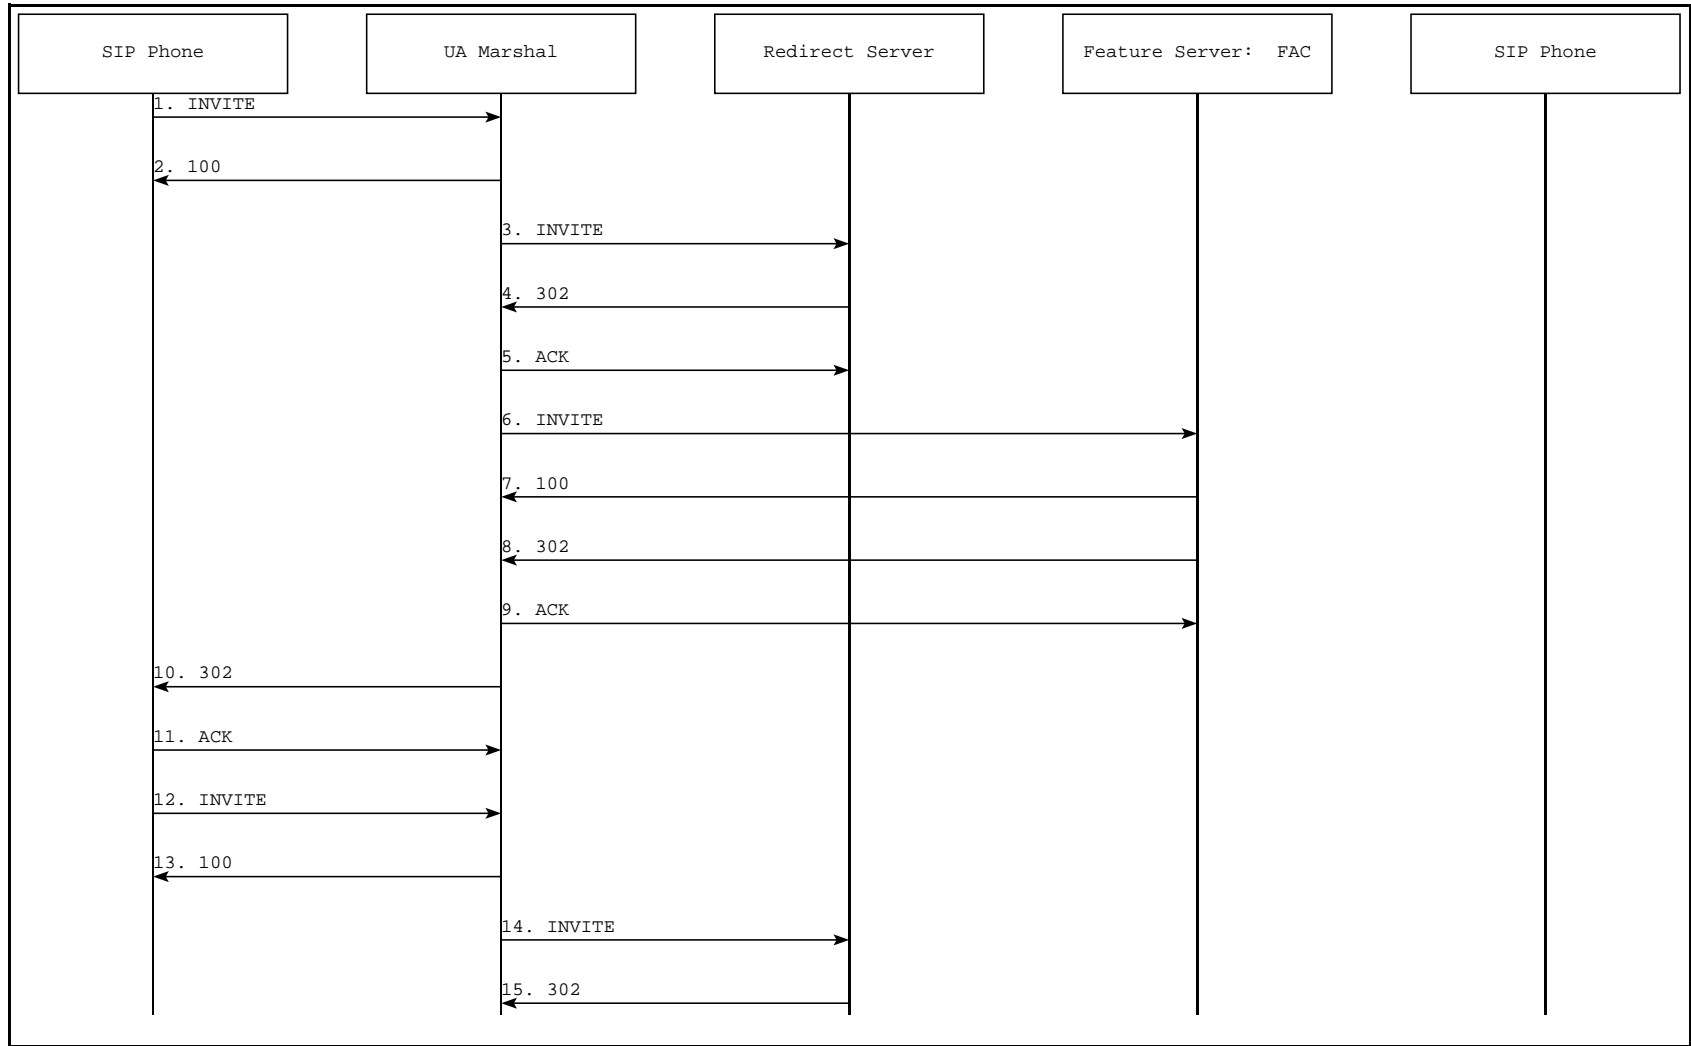 SIP Phone
UA Marshal
Redirect Server
Feature Server:  FAC
SIP Phone
1. INVITE
2. 100
3. INVITE
4. 302
5. ACK
6. INVITE
7. 100
8. 302
9. ACK
10. 302
11. ACK
12. INVITE
13. 100
14. INVITE
15. 302